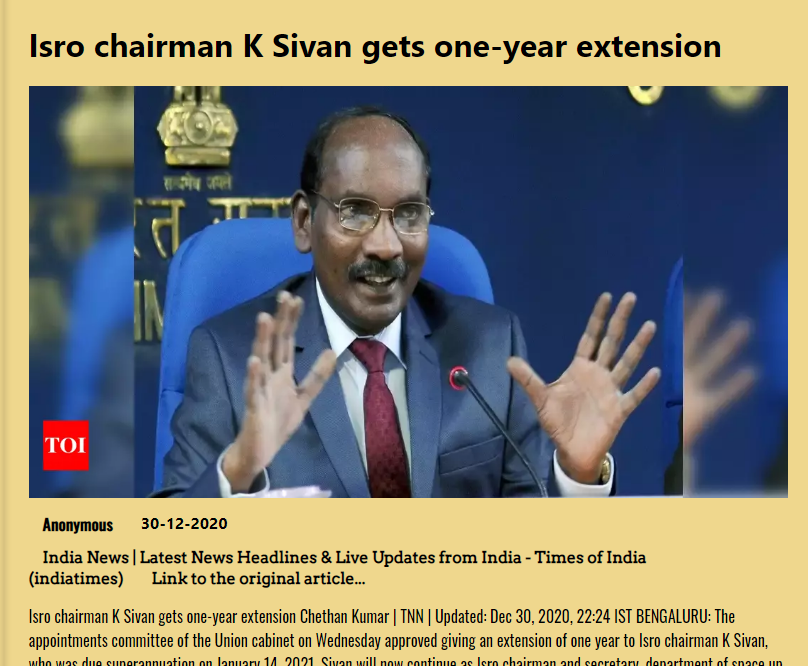 Isro chairman K Sivan gets one-year extension
सत्यमेव जयते
TOI
Anonymous 30-12-2020
India News | Latest News Headlines & Live Updates from India - Times of India
(indiatimes) Link to the original article...
Isro chairman K Sivan gets one-year extension Chethan Kumar | TNN | Updated: Dec 30, 2020, 22:24 IST BENGALURU: The
appointments committee of the Union cabinet on Wednesday approved giving an extension of one year to Isro chairman K Sivan,
who was due superannuation on January 14, 2021. Sivan will now continue as Isro chairman and secretary, department of space up